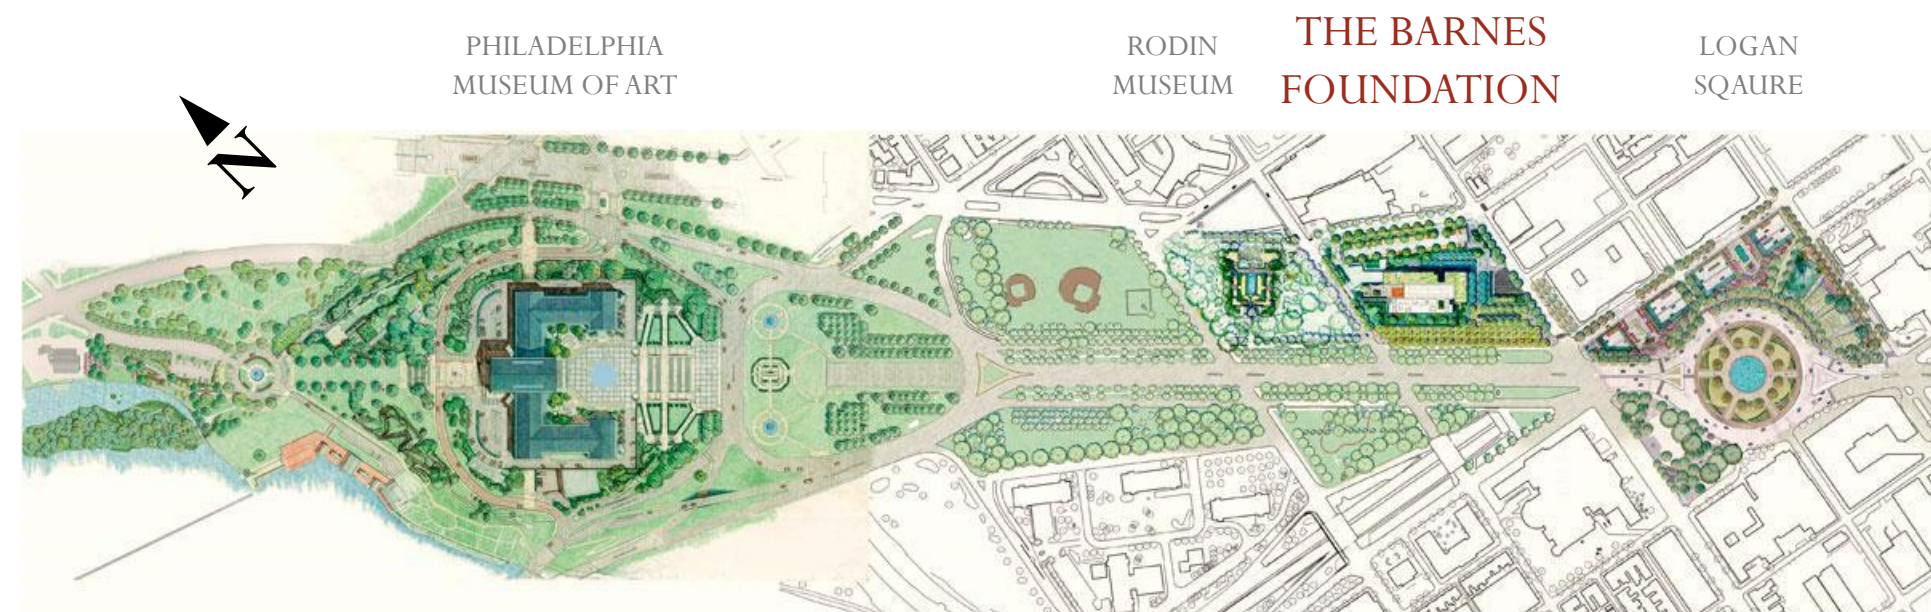 PHILADELPHIA
MUSEUM OF ART
RODIN
MUSEUM
THE BARNES
FOUNDATION
LOGAN
SQAURE
N